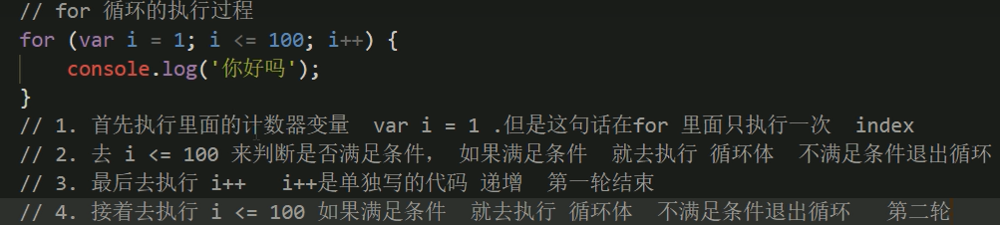 // for 循环的执行过程
for (var i = 1; i <= 100; i++) {
    console.log('你好吗');
}
// 1. 首先执行里面的计数器变量  var i = 1 .但是这句话在for 里面只执行一次  index
// 2. 去 i <= 100 来判断是否满足条件， 如果满足条件  就去执行 循环体  不满足条件退出循环
// 3. 最后去执行 i++   i++是单独写的代码 递增  第一轮结束
// 4. 接着去执行 i <= 100 如果满足条件  就去执行 循环体  不满足条件退出循环   第二轮